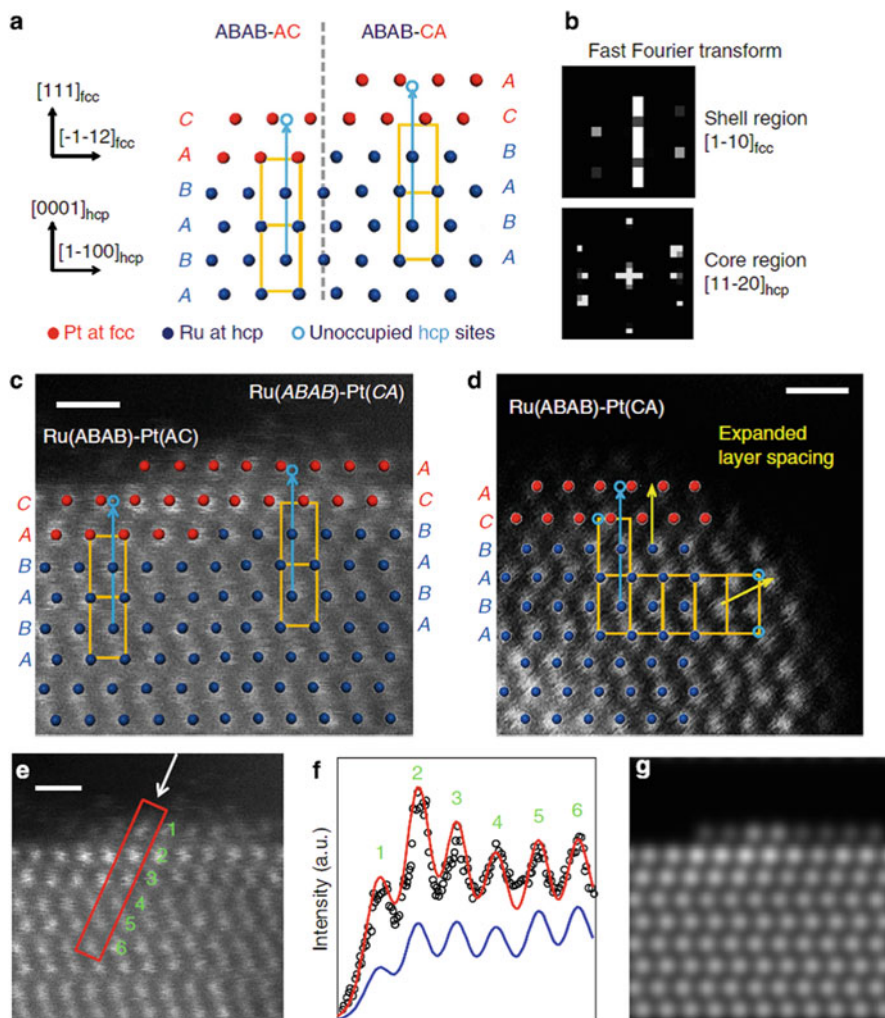 a
ABAB-AC
ABAB-CA
[111]fcc
[-1-12]fcc
[0001]hcp
[1-100]hcp
C
A
B
A
B
A
A
C
B
A
B
A
Pt at fcc
Ru at hcp
Unoccupied hcp sites
b
Fast Fourier transform
Shell region
[1-10]fcc
Core region
[11-20]hcp
c
Ru(ABAB)-Pt(CA)
Ru(ABAB)-Pt(AC)
C
A
B
A
B
A
A
C
B
A
B
A
d
Ru(ABAB)-Pt(CA)
Expanded
layer spacing
A
C
B
A
B
A
e
1
2
3
4
5
6
f
Intensity (a.u.)
1
2
3
4
5
6
g